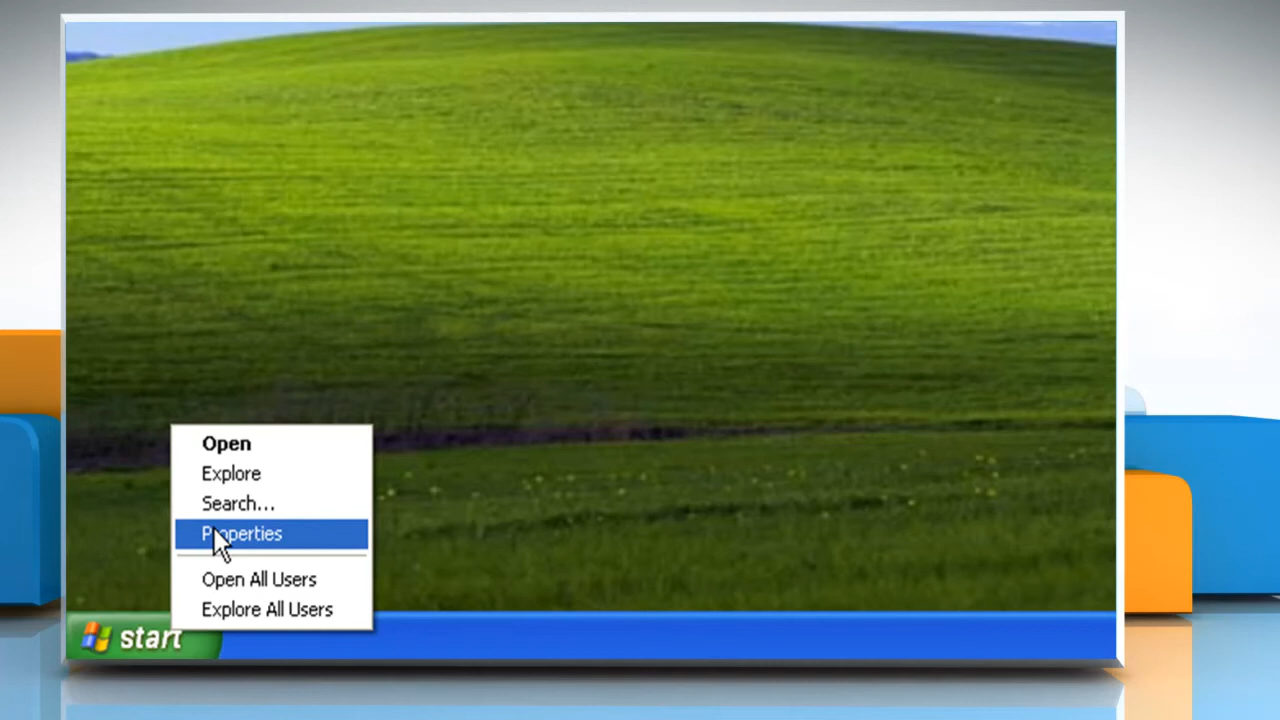 Open
Explore
Search...
Properties
Open All Users
Explore All Users
start